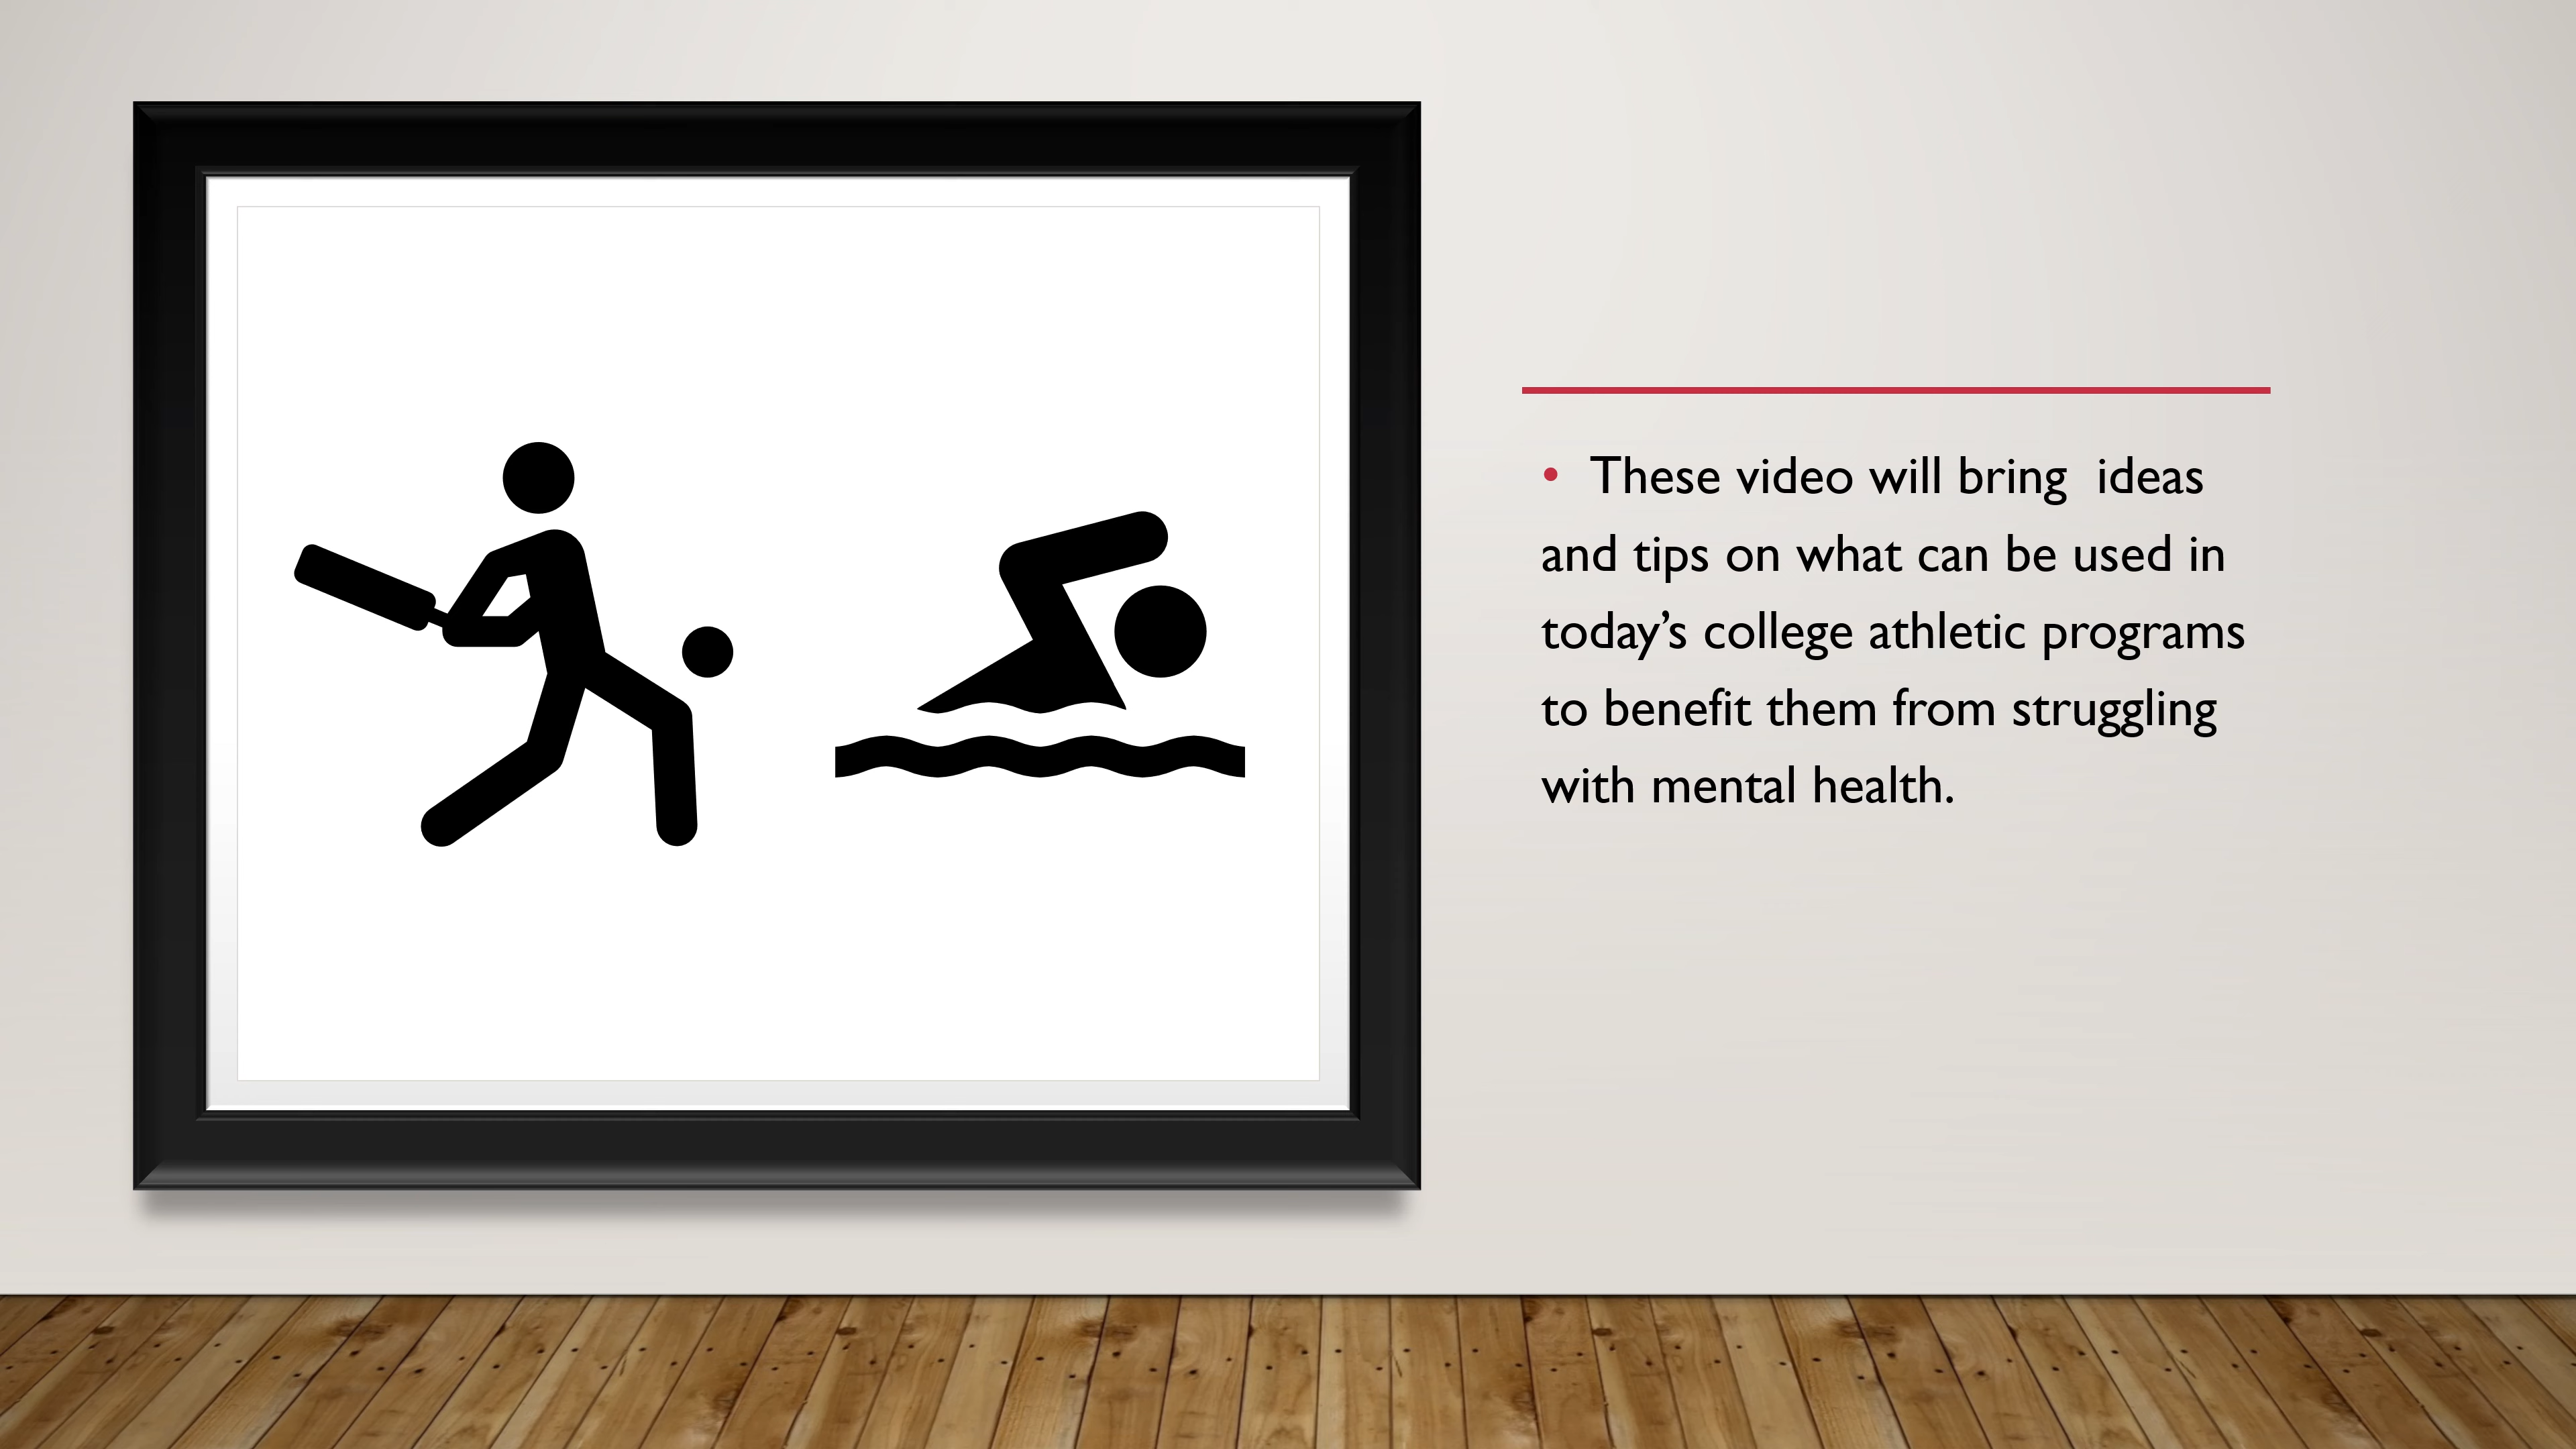 • These video will bring  ideas
and tips on what can be used in
today’s college athletic programs
to benefit them from struggling
with mental health.